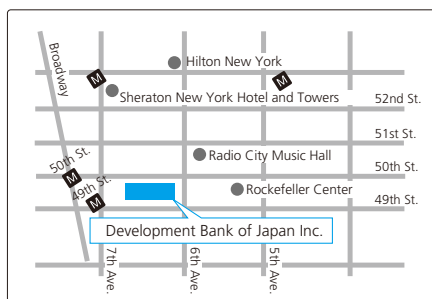 Broadway
M
Hilton New York
M
Sheraton New York Hotel and Towers
52nd St.
51st St.
50th St.
Radio City Music Hall
50th St.
M
49th St.
M
Rockefeller Center
49th St.
Development Bank of Japan Inc.
7th Ave.
6th Ave.
5th Ave.